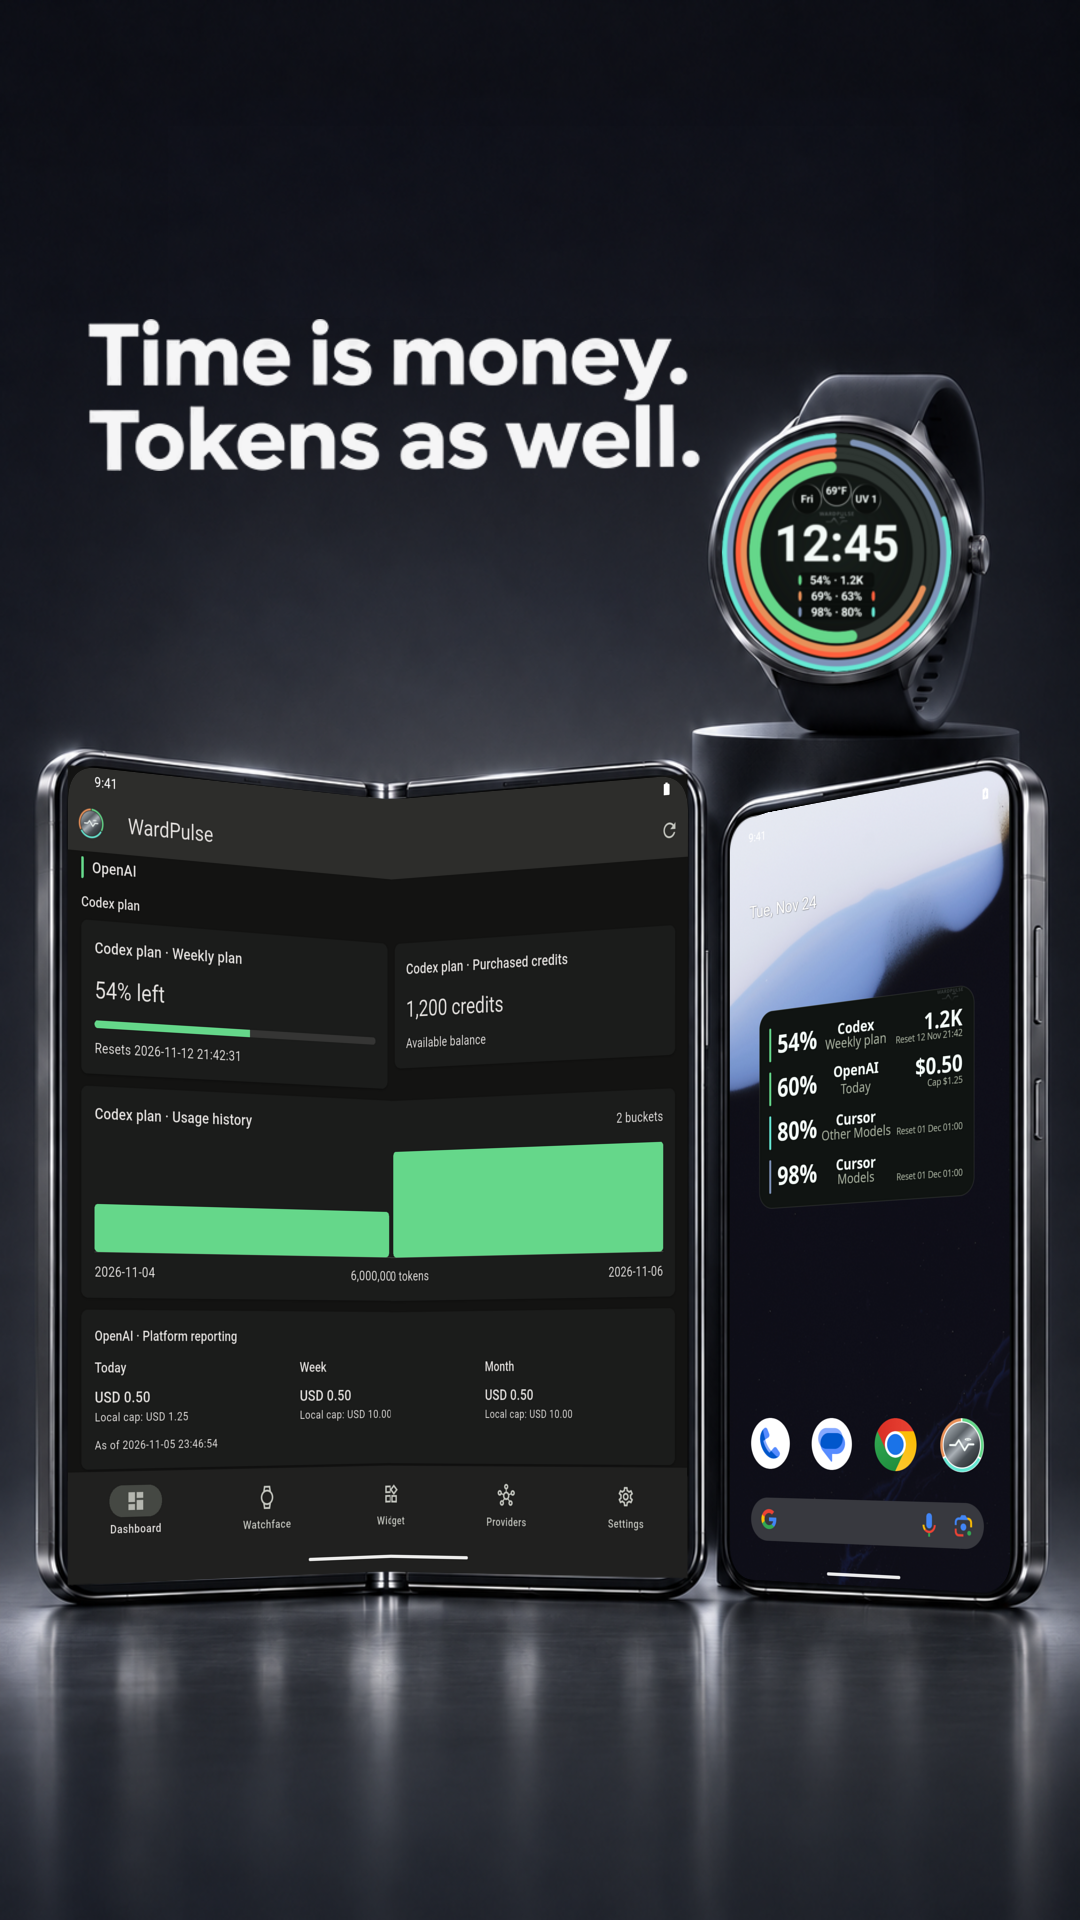 Time is money.
Tokens as well.
Fri
69°F
UV 1
WARDPULSE
12:45
54% · 1.2K
69% · 63%
98% · 80%
9:41
WardPulse
OpenAI
Codex plan
Codex plan · Weekly plan
54% left
Resets 2026-11-12 21:42:31
Codex plan · Purchased credits
1,200 credits
Available balance
Codex plan · Usage history
2 buckets
2026-11-04
6,000,000 tokens
2026-11-06
OpenAI · Platform reporting
Today
Week
Month
USD 0.50
USD 0.50
USD 0.50
Local cap: USD 1.25
Local cap: USD 10.00
Local cap: USD 10.00
As of 2026-11-05 23:46:54
Dashboard
Watchface
Widget
Providers
Settings
9:41
Tue, Nov 24
WARDPULSE
54%
Codex
Weekly plan
1.2K
Reset 12 Nov 21:42
60%
OpenAI
Today
$0.50
Cap $1.25
80%
Cursor
Other Models
Reset 01 Dec 01:00
98%
Cursor
Models
Reset 01 Dec 01:00